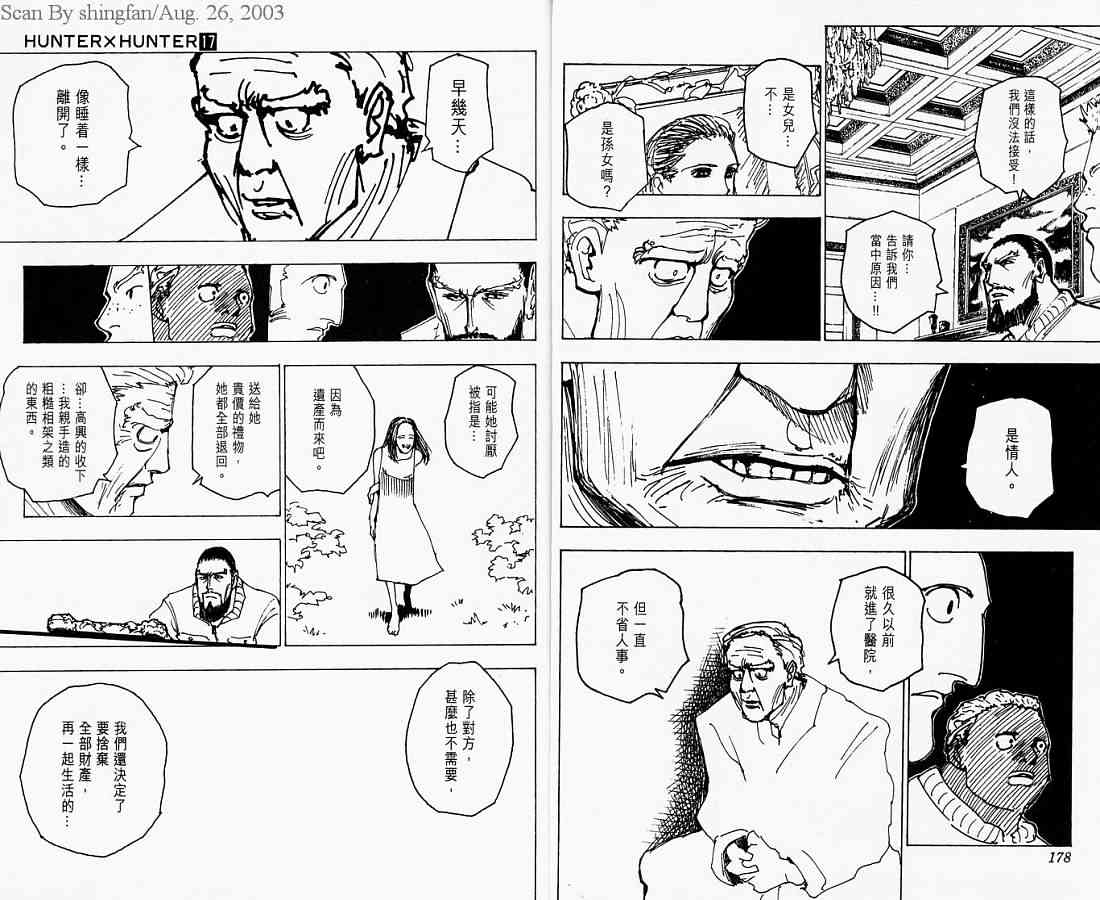 Scan By shingfan/Aug. 26, 2003
HUNTER×HUNTER17
這樣的話，
我們沒法接受！
請你…
告訴我們
當中原因…!!
是女兒…
不…
是孫女嗎？
是情人。
很久以前
就進了醫院，
但一直
不省人事。
178
早幾天…
像睡着一樣…
離開了。
可能她討厭
被指是…
因為
遺產而來吧。
送給她
貴價的禮物，
她都全部退回。
卻…高興的收下
…我親手造的
粗糙相架之類
的東西。
除了對方，
甚麼也不需要，
我們還決定了
要捨棄
全部財產，
再一起生活的…